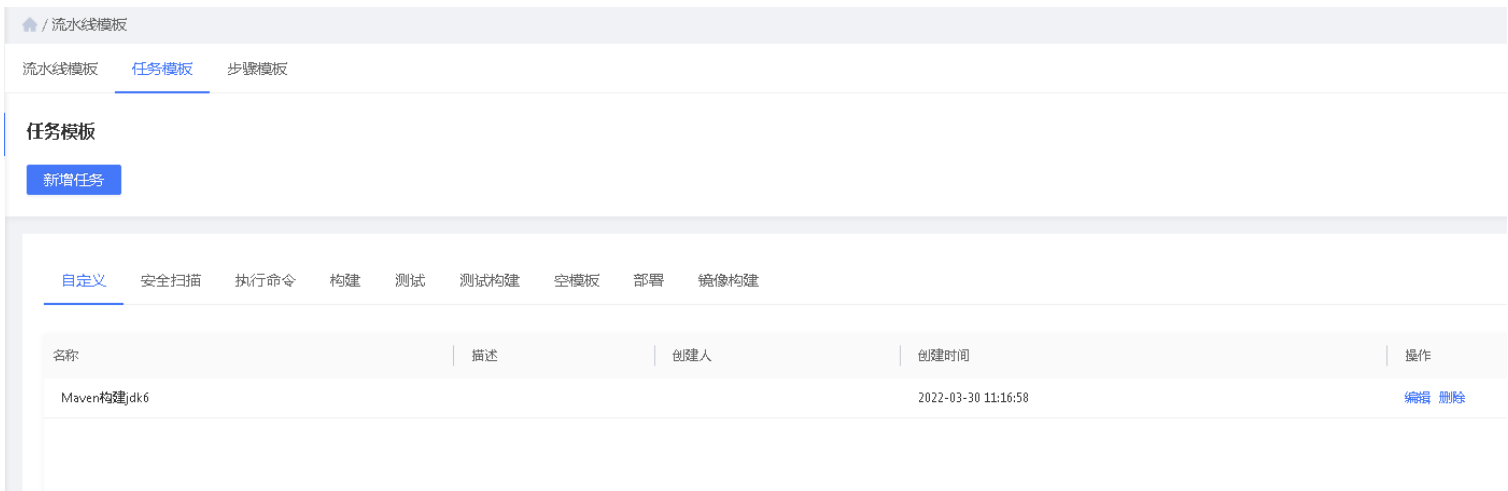 / 流水线模板
流水线模板 任务模板 步骤模板
任务模板
新增任务
自定义 安全扫描 执行命令 构建 测试 测试构建 空模板 部署 镜像构建
名称 描述 创建人 创建时间 操作
Maven构建jdk6 2022-03-30 11:16:58 编辑 删除